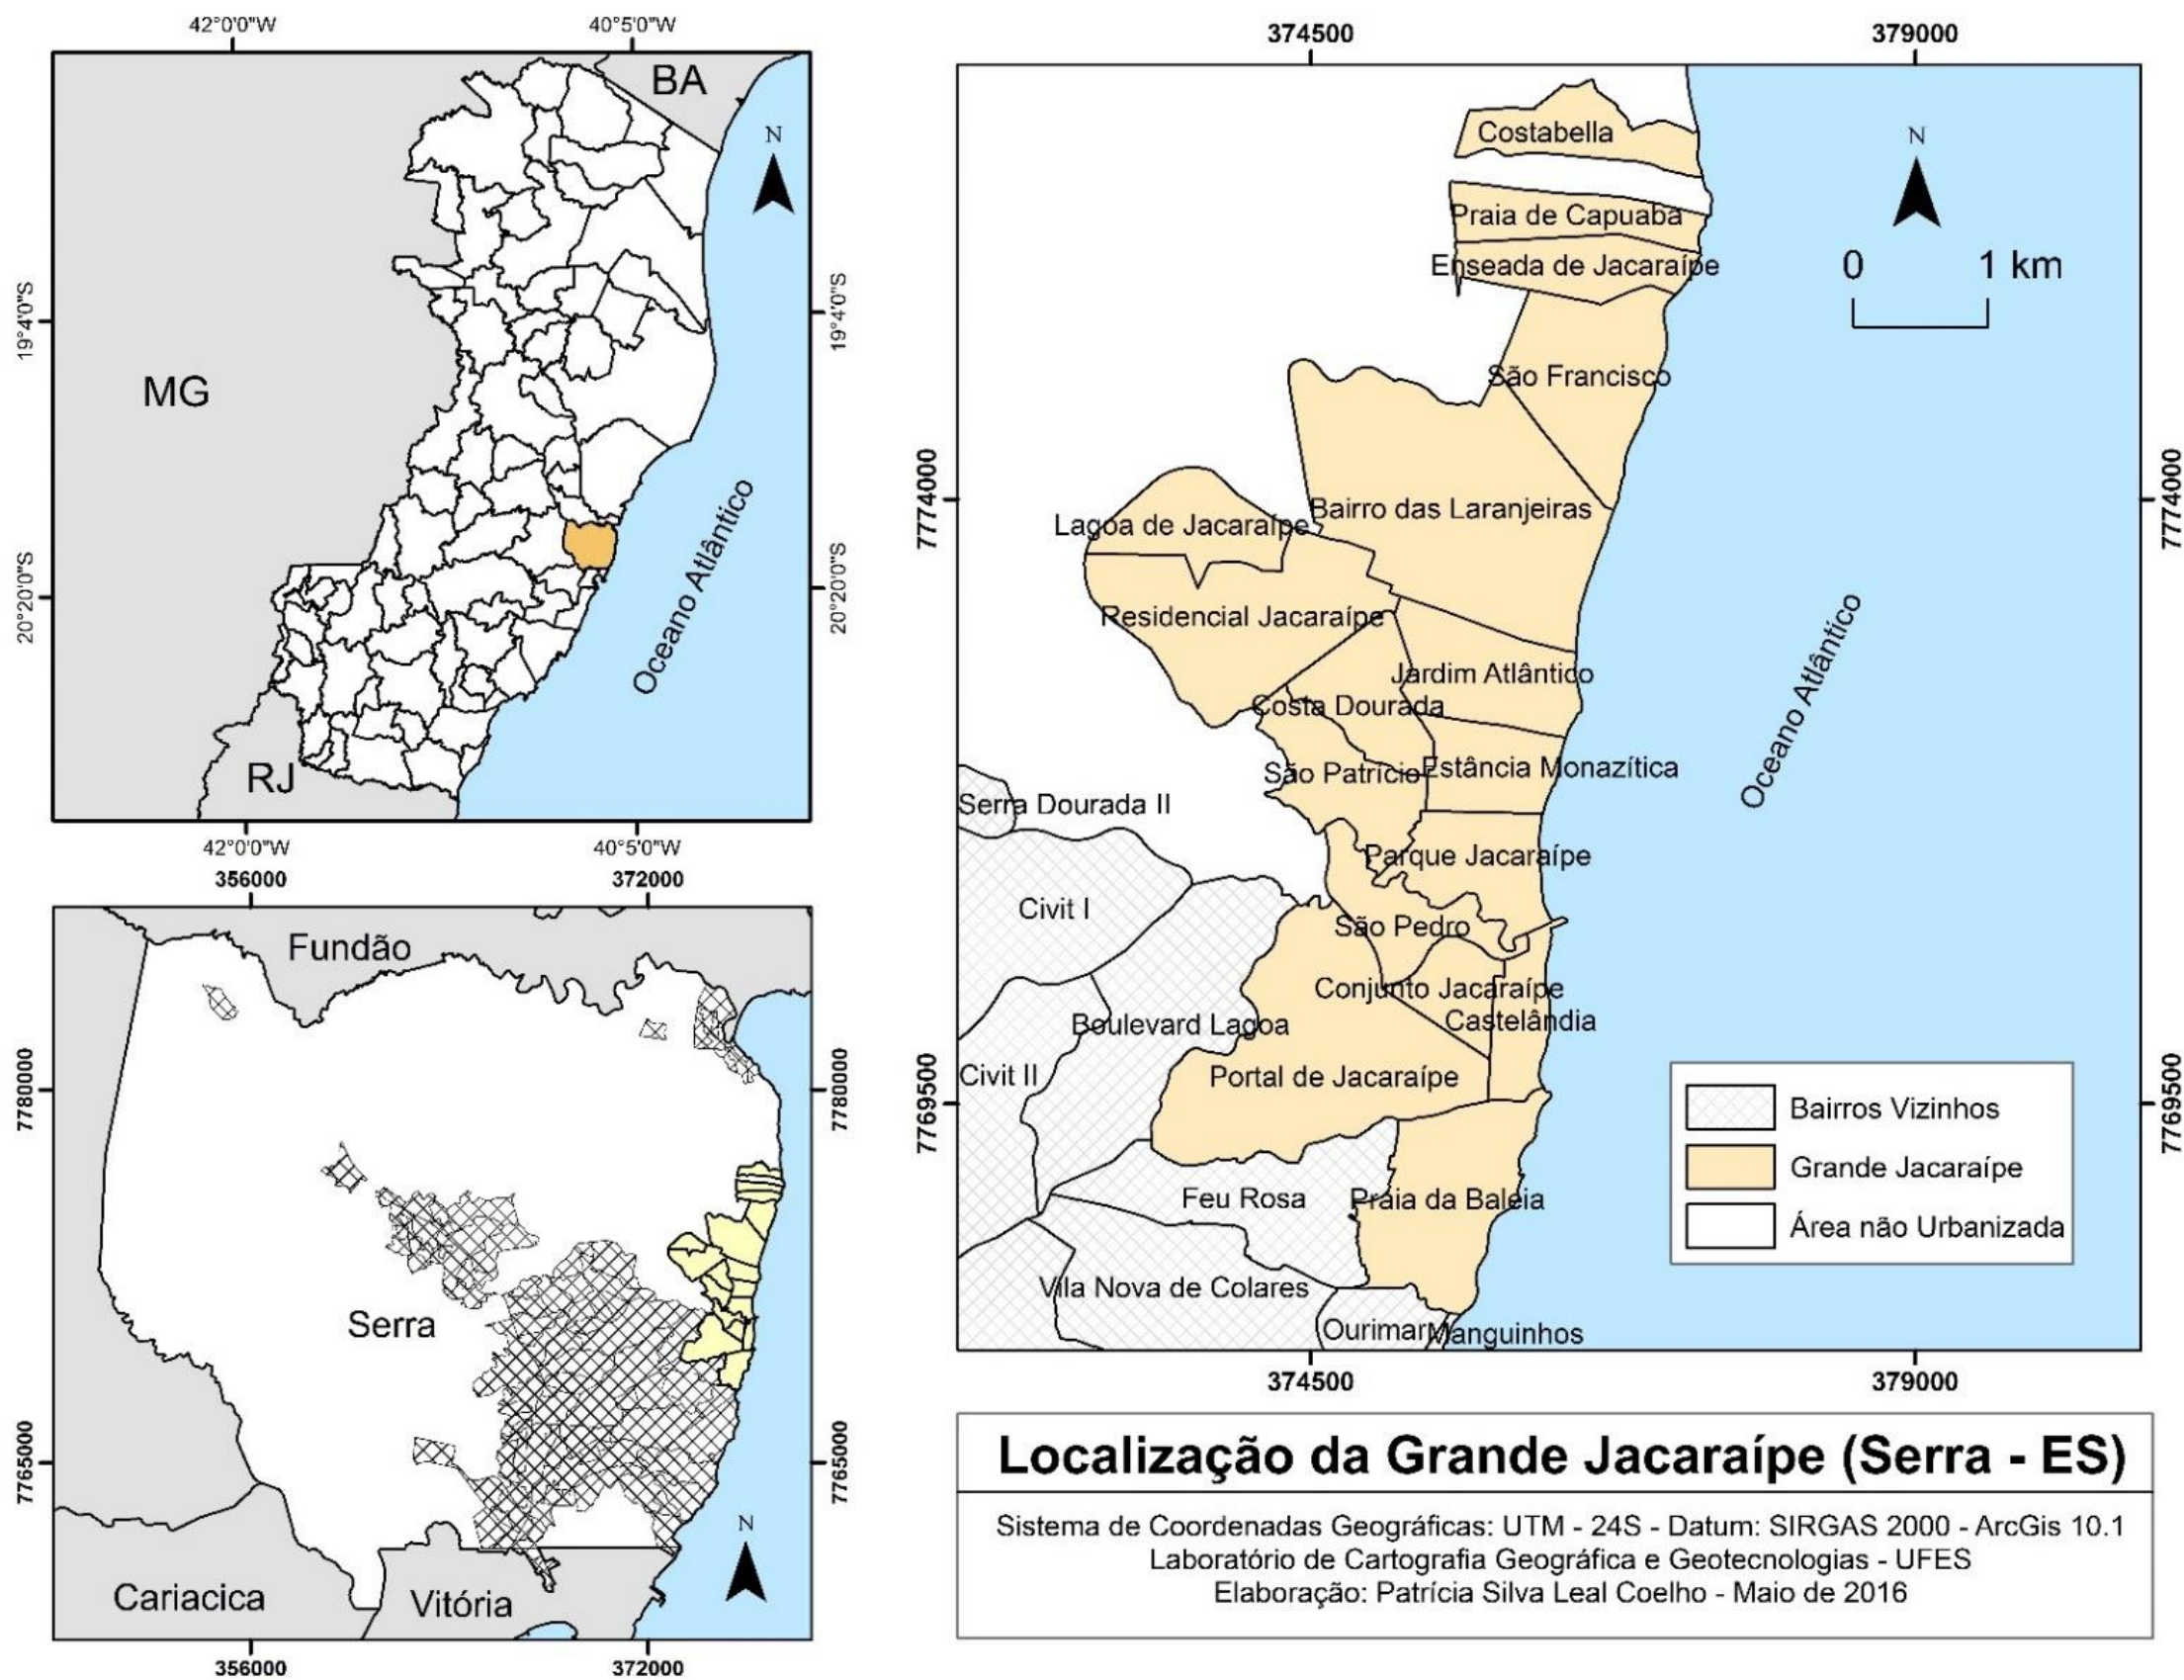 42°0'0"W
40°5'0"W
BA
N
19°4'0"S
19°4'0"S
MG
Oceano Atlântico
20°20'0"S
20°20'0"S
RJ
42°0'0"W
40°5'0"W
356000
372000
Fundão
7780000
7780000
Serra
7765000
7765000
N
Cariacica
Vitória
356000
372000
374500
379000
Costabella
N
Praia de Capuaba
Enseada de Jacaraípe
0 1 km
São Francisco
7774000
7774000
Bairro das Laranjeiras
Lagoa de Jacaraípe
Residencial Jacaraípe
Oceano Atlântico
Jardim Atlântico
Costa Dourada
São Patrício
Estância Monazítica
Serra Dourada II
Parque Jacaraípe
Civit I
São Pedro
Conjunto Jacaraípe
Boulevard Lagoa
Castelândia
Civit II
Portal de Jacaraípe
7769500
7769500
Feu Rosa
Praia da Baleia
Vila Nova de Colares
Ourimar
Manguinhos
Bairros Vizinhos
Grande Jacaraípe
Área não Urbanizada
374500
379000
Localização da Grande Jacaraípe (Serra - ES)
Sistema de Coordenadas Geográficas: UTM - 24S - Datum: SIRGAS 2000 - ArcGis 10.1
Laboratório de Cartografia Geográfica e Geotecnologias - UFES
Elaboração: Patrícia Silva Leal Coelho - Maio de 2016